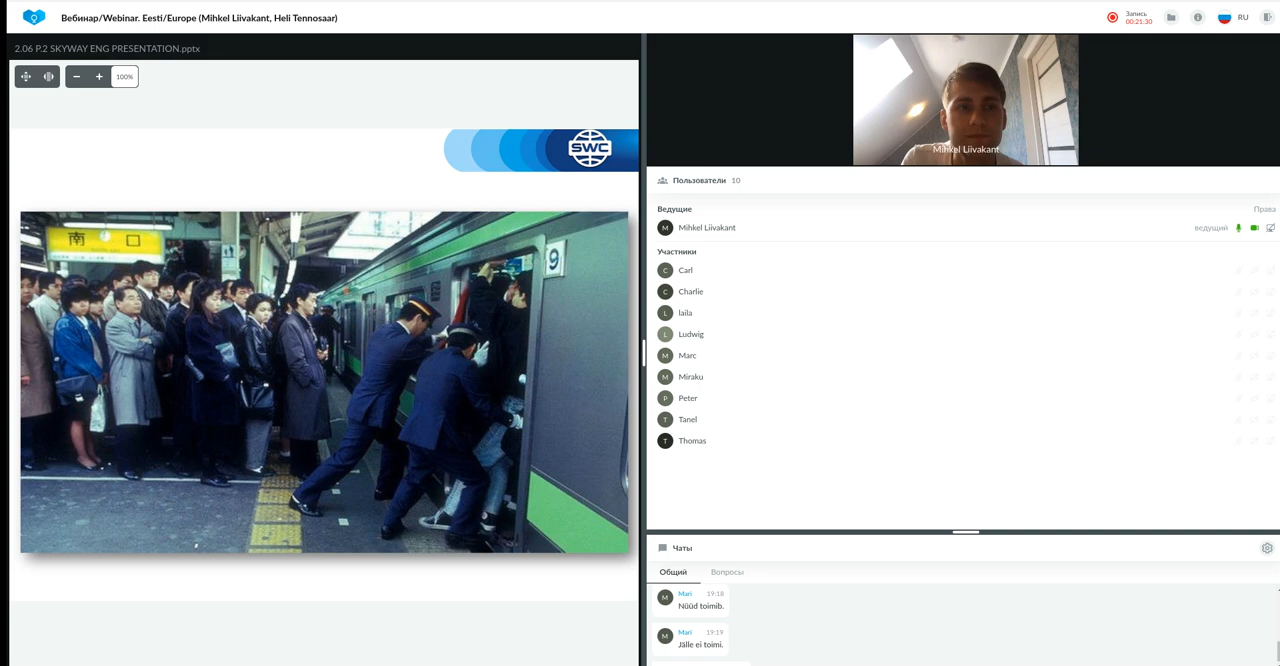 Вебинар/Webinar. Eesti/Europe (Mihkel Liivakant, Heli Tennosaar)
Запись
00:21:30
RU
2.06 P.2 SKYWAY ENG PRESENTATION.pptx
100%
SWC
南口
9
Mihkel Liivakant
Пользователи 10
Ведущие
Права
M Mihkel Liivakant
ведущий
Участники
C Carl
C Charlie
L laila
L Ludwig
M Marc
M Miraku
P Peter
T Tanel
T Thomas
Чаты
Общий
Вопросы
M Mari 19:18
Nüüd toimib.
M Mari 19:19
Jälle ei toimi.